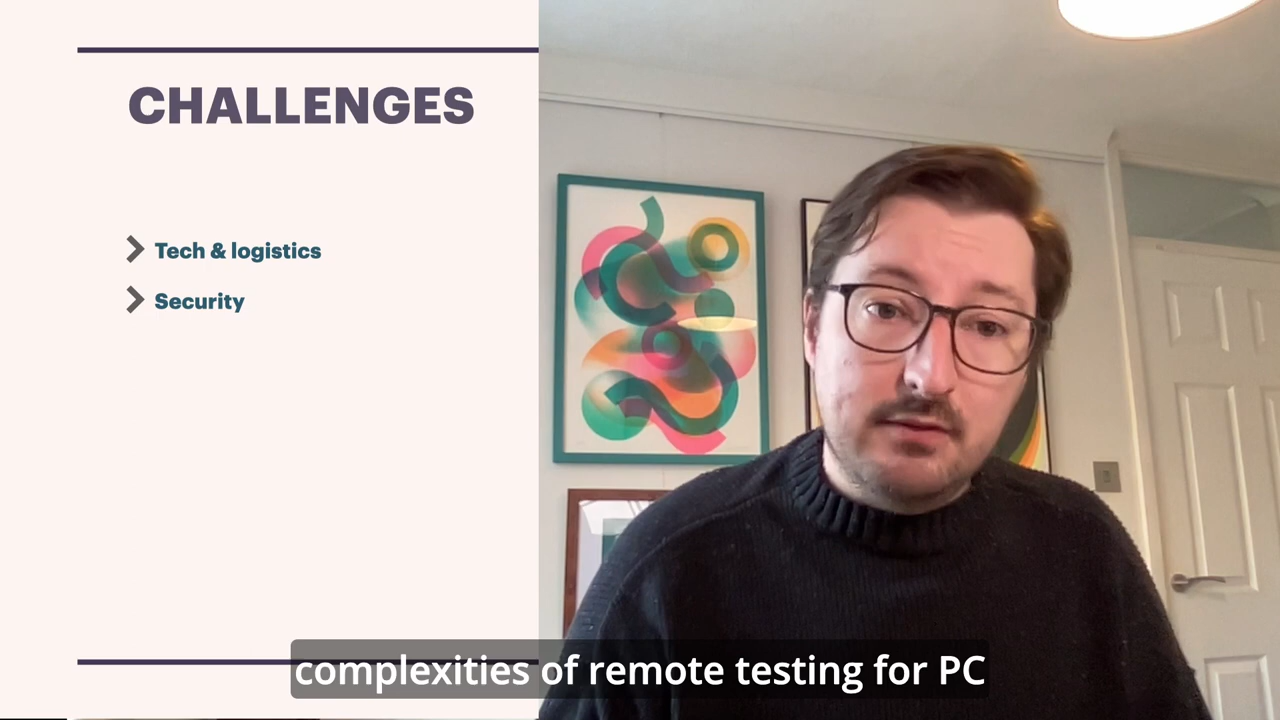 CHALLENGES
Tech & logistics
Security
complexities of remote testing for PC